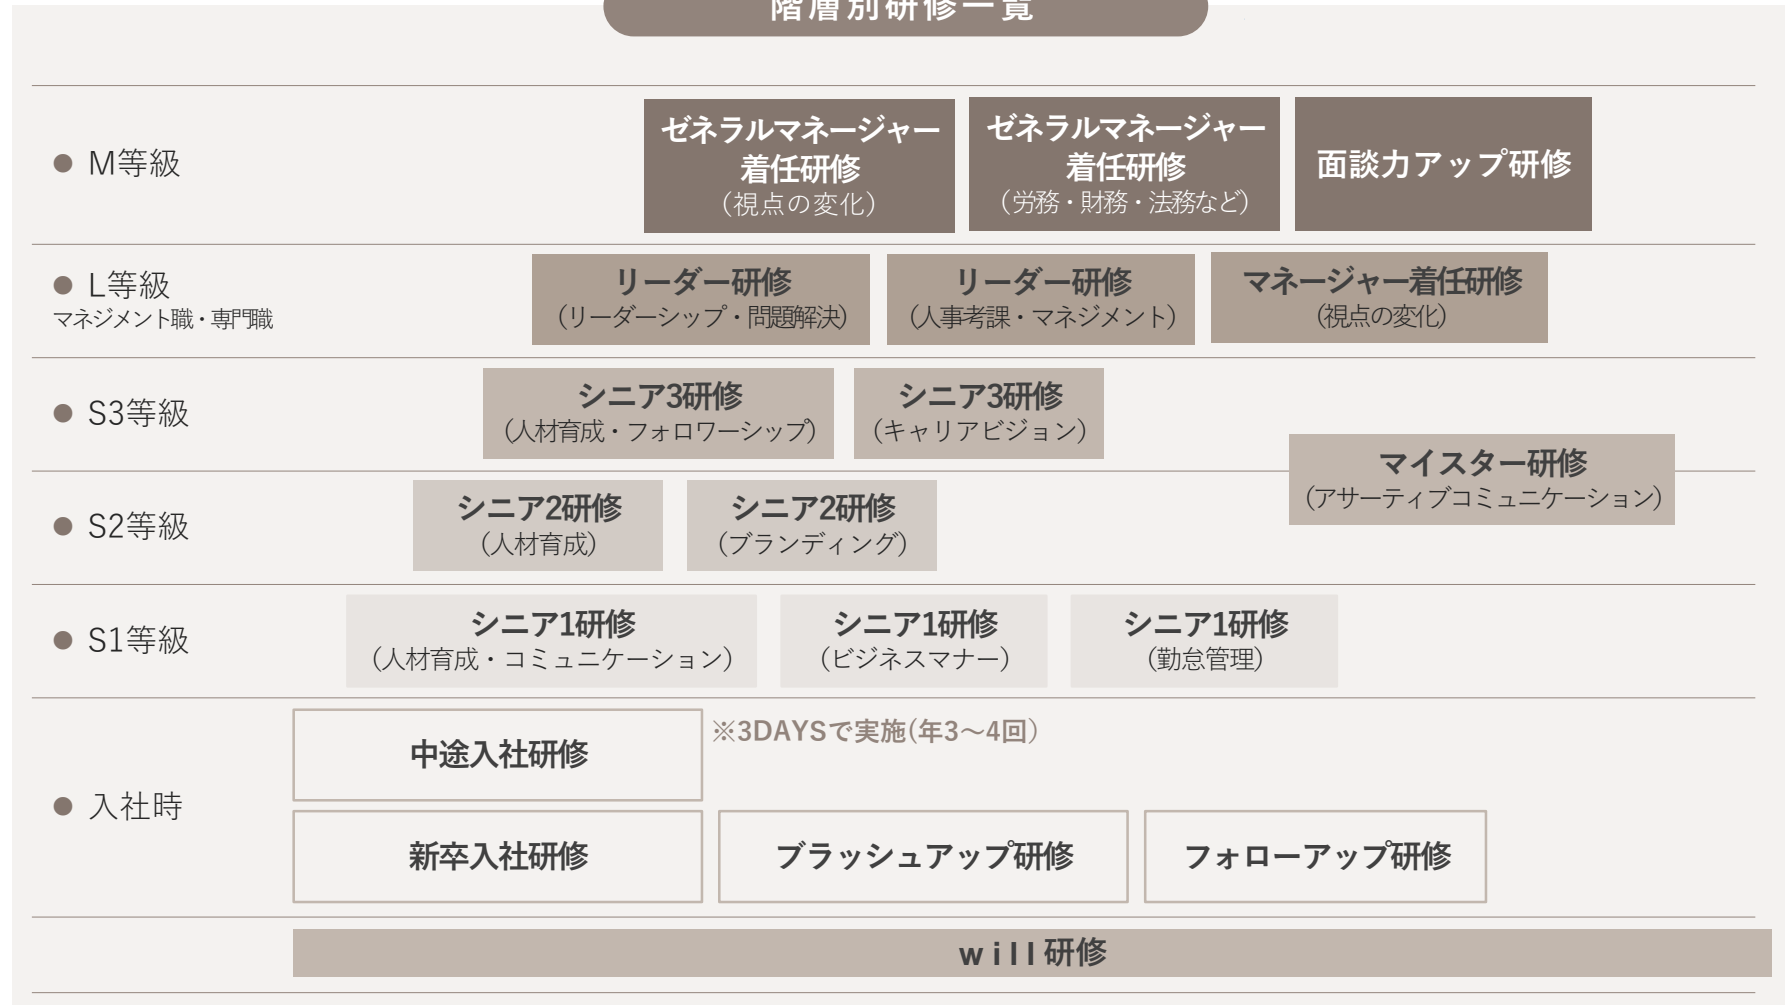 階層別研修一覧
M等級
ゼネラルマネージャー
着任研修
（視点の変化）
ゼネラルマネージャー
着任研修
（労務・財務・法務など）
面談力アップ研修
L等級
マネジメント職・専門職
リーダー研修
（リーダーシップ・問題解決）
リーダー研修
（人事考課・マネジメント）
マネージャー着任研修
（視点の変化）
S3等級
シニア3研修
（人材育成・フォロワーシップ）
シニア3研修
（キャリアビジョン）
マイスター研修
（アサーティブコミュニケーション）
S2等級
シニア2研修
（人材育成）
シニア2研修
（ブランディング）
S1等級
シニア1研修
（人材育成・コミュニケーション）
シニア1研修
（ビジネスマナー）
シニア1研修
（勤怠管理）
入社時
中途入社研修
※3DAYSで実施(年3〜4回）
新卒入社研修
ブラッシュアップ研修
フォローアップ研修
will研修